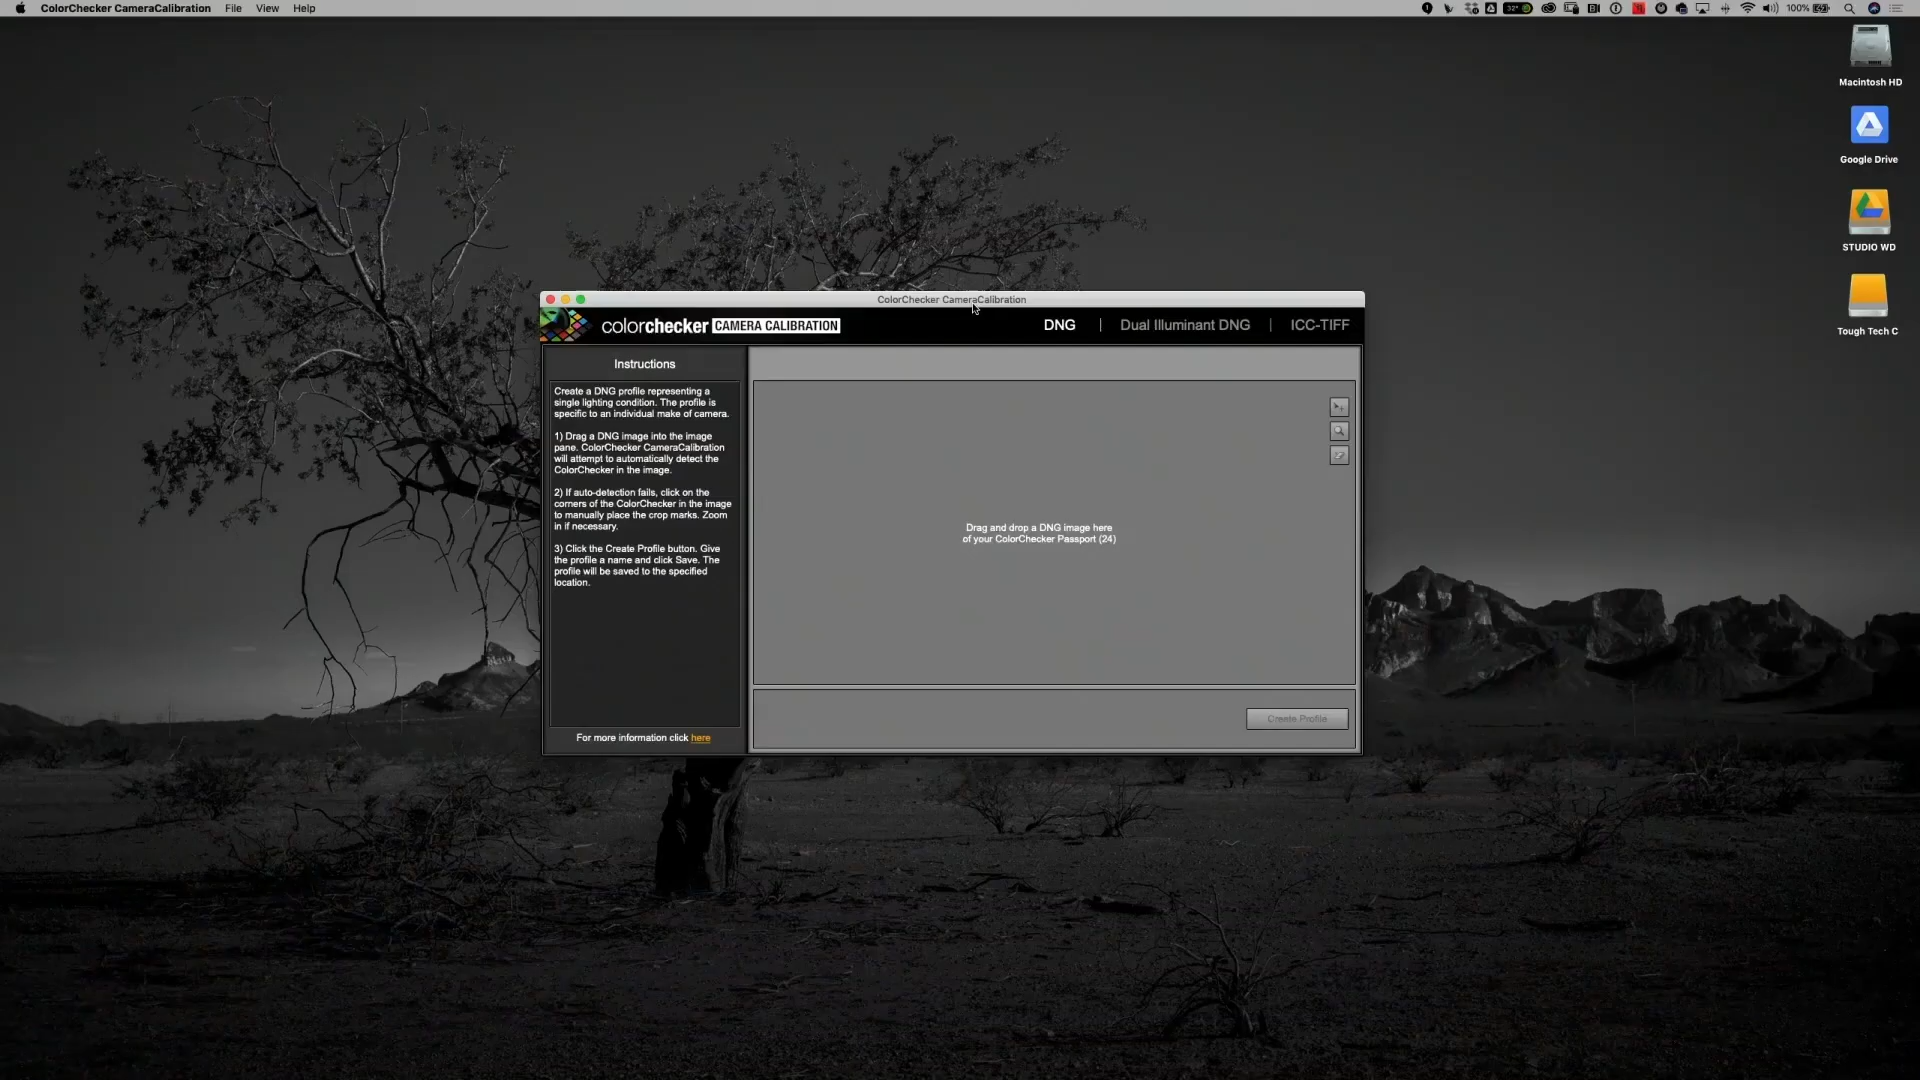 ColorChecker CameraCalibration File View Help
32°
100%
Macintosh HD
Google Drive
STUDIO WD
Tough Tech C
ColorChecker CameraCalibration
colorchecker CAMERA CALIBRATION
DNG | Dual Illuminant DNG | ICC-TIFF
Instructions
Create a DNG profile representing a
single lighting condition. The profile is
specific to an individual make of camera.
1) Drag a DNG image into the image
pane. ColorChecker CameraCalibration
will attempt to automatically detect the
ColorChecker in the image.
2) If auto-detection fails, click on the
corners of the ColorChecker in the image
to manually place the crop marks. Zoom
in if necessary.
3) Click the Create Profile button. Give
the profile a name and click Save. The
profile will be saved to the specified
location.
For more information click here
Drag and drop a DNG image here
of your ColorChecker Passport (24)
Create Profile